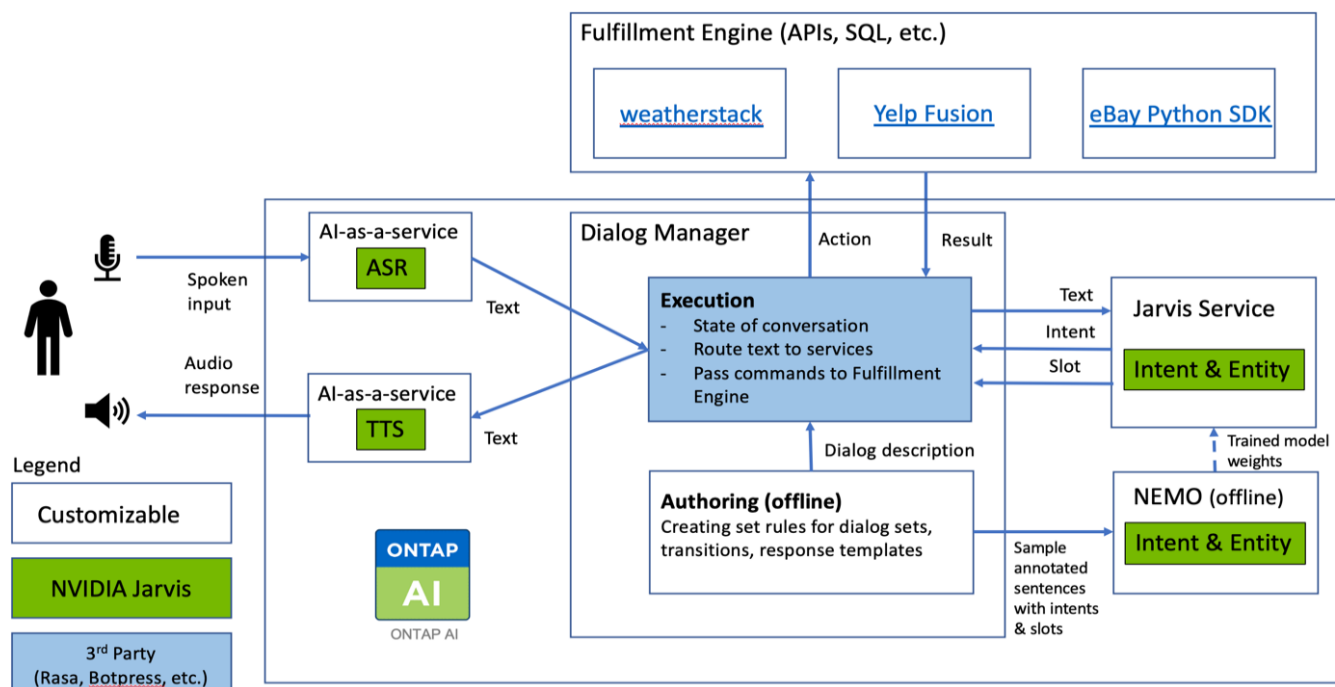 Fulfillment Engine (APIs, SQL, etc.)
weatherstack
Yelp Fusion
eBay Python SDK
AI-as-a-service
ASR
Spoken
input
Text
Dialog Manager
Action
Result
Execution
- State of conversation
- Route text to services
- Pass commands to Fulfillment
Engine
Text
Intent
Slot
Jarvis Service
Intent & Entity
Audio
response
AI-as-a-service
TTS
Text
Dialog description
Trained model
weights
Authoring (offline)
Creating set rules for dialog sets,
transitions, response templates
Sample
annotated
sentences
with intents
& slots
NEMO (offline)
Intent & Entity
Legend
Customizable
NVIDIA Jarvis
3rd Party
(Rasa, Botpress, etc.)
ONTAP
AI
ONTAP AI